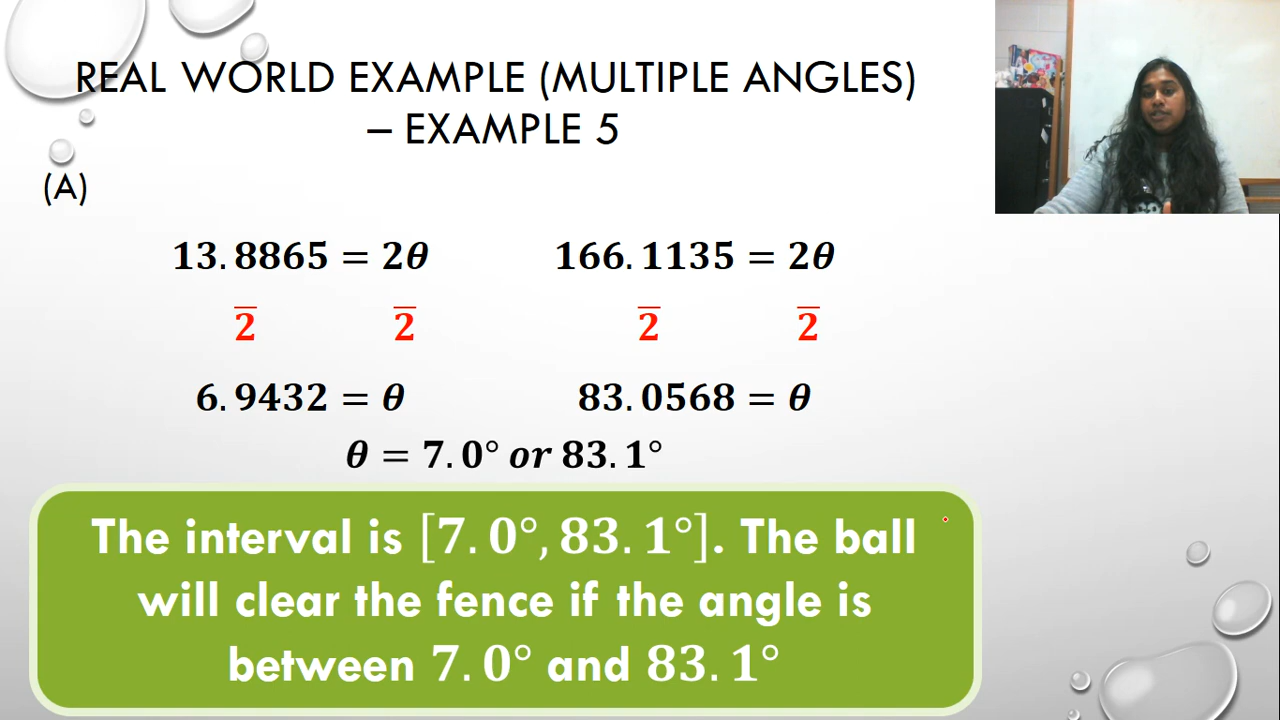 REAL WORLD EXAMPLE (MULTIPLE ANGLES)
– EXAMPLE 5
(A)
13.8865 = 2θ 166.1135 = 2θ
2 2 2 2
6.9432 = θ 83.0568 = θ
θ = 7.0° or 83.1°
The interval is [7.0°, 83.1°]. The ball
will clear the fence if the angle is
between 7.0° and 83.1°